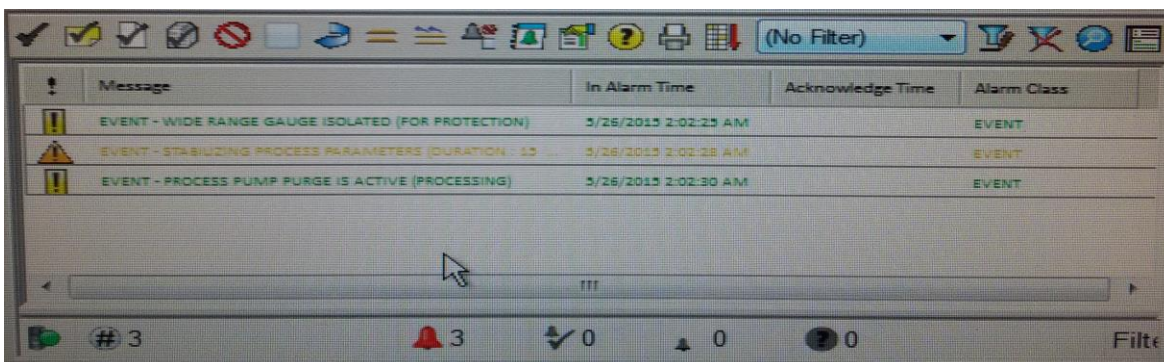 (No Filter)
Message In Alarm Time Acknowledge Time Alarm Class
EVENT - WIDE RANGE GAUGE ISOLATED (FOR PROTECTION) 5/26/2015 2:02:25 AM EVENT
EVENT - STABILIZING PROCESS PARAMETERS (DURATION : 15 ... 5/26/2015 2:02:28 AM EVENT
EVENT - PROCESS PUMP PURGE IS ACTIVE (PROCESSING) 5/26/2015 2:02:30 AM EVENT
# 3 3 0 0 ? 0 Filte